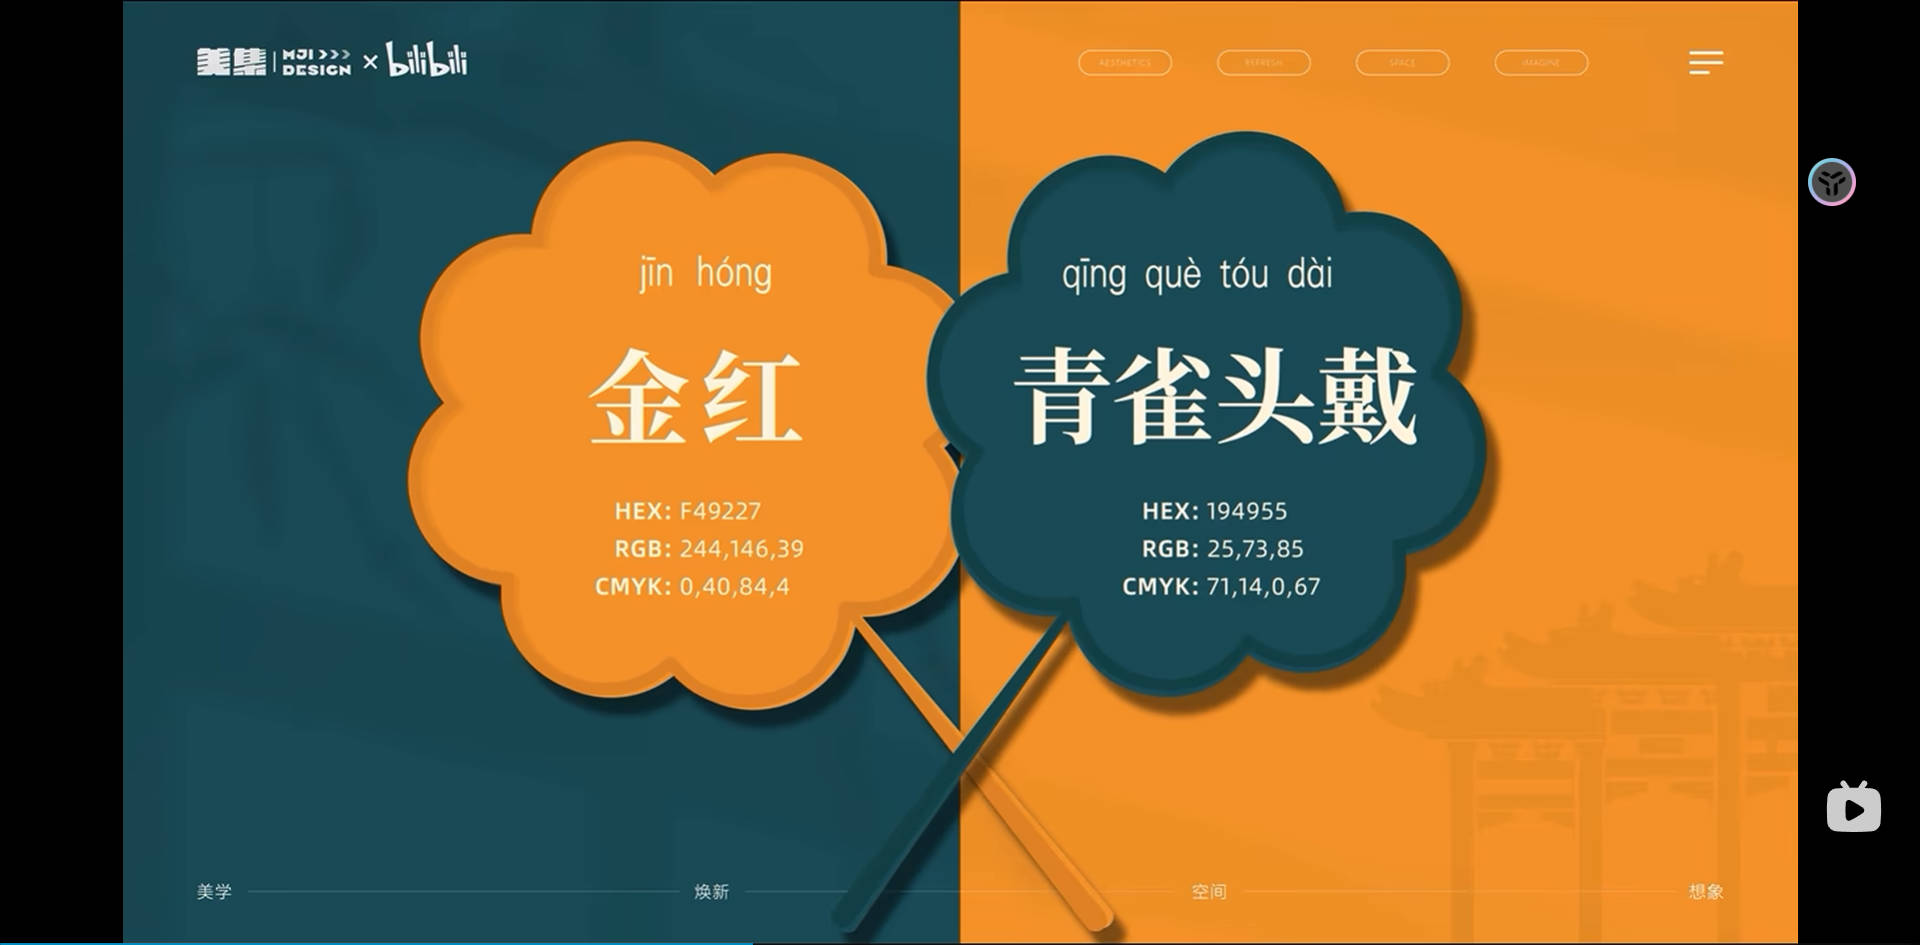 美集 MJI DESIGN × bilibili
AESTHETICS REFRESH SPACE IMAGINE
jīn hóng
金红
HEX: F49227
RGB: 244,146,39
CMYK: 0,40,84,4
qīng què tóu dài
青雀头戴
HEX: 194955
RGB: 25,73,85
CMYK: 71,14,0,67
美学 焕新 空间 想象